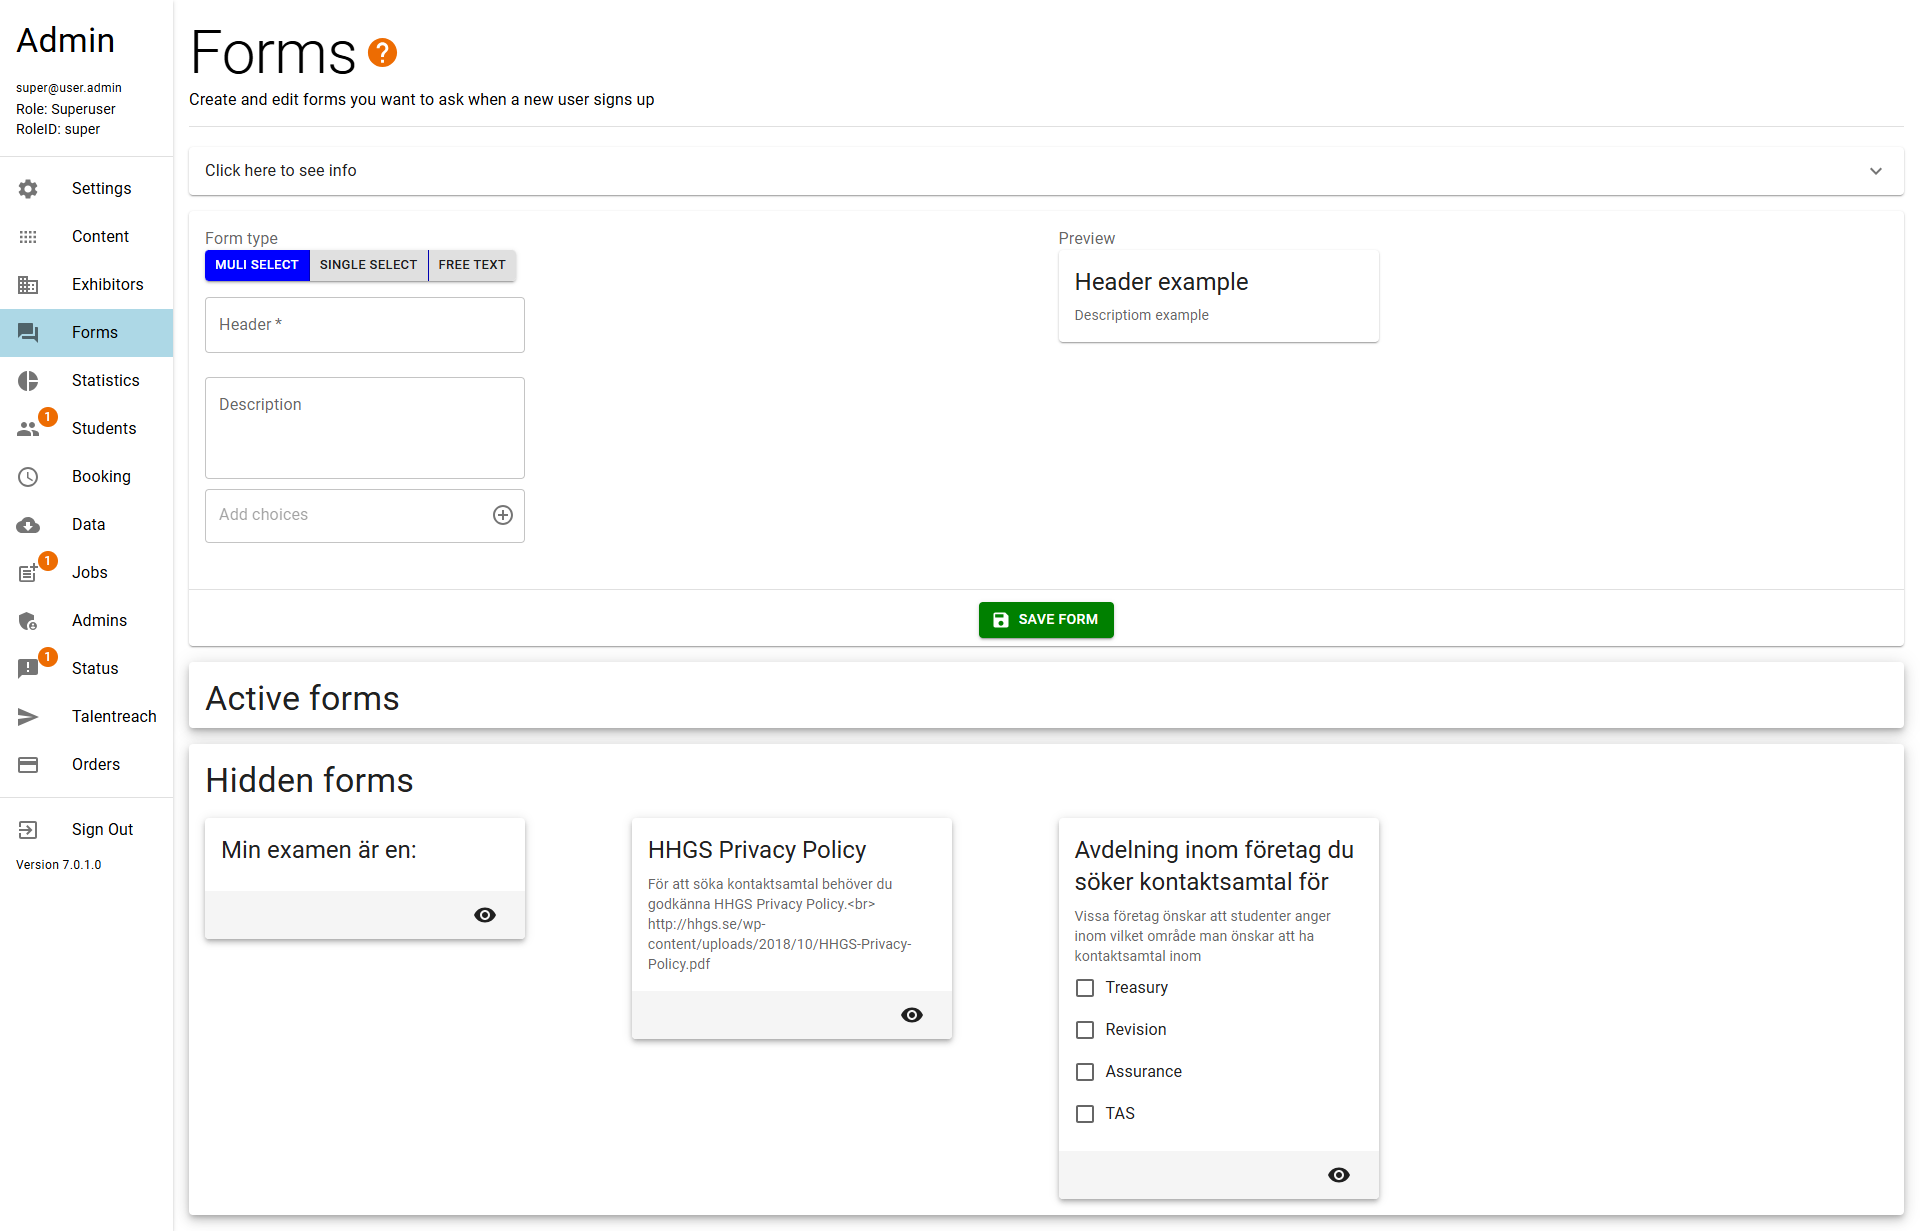 Admin
super@user.admin
Role: Superuser
RoleID: super
Settings
Content
Exhibitors
Forms
Statistics
1
Students
Booking
Data
1
Jobs
Admins
1
Status
Talentreach
Orders
Sign Out
Version 7.0.1.0
Forms ?
Create and edit forms you want to ask when a new user signs up
Click here to see info
Form type
MULI SELECT SINGLE SELECT FREE TEXT
Header *
Description
Add choices
Preview
Header example
Descriptiom example
SAVE FORM
Active forms
Hidden forms
Min examen är en:
HHGS Privacy Policy
För att söka kontaktsamtal behöver du
godkänna HHGS Privacy Policy.<br>
http://hhgs.se/wp-
content/uploads/2018/10/HHGS-Privacy-
Policy.pdf
Avdelning inom företag du
söker kontaktsamtal för
Vissa företag önskar att studenter anger
inom vilket område man önskar att ha
kontaktsamtal inom
Treasury
Revision
Assurance
TAS